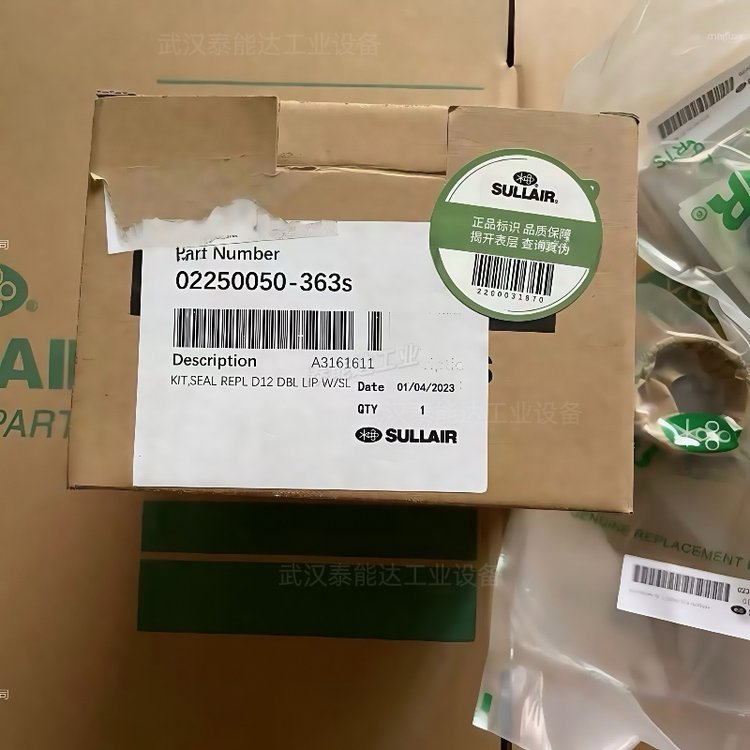 武汉泰能达工业设备
SULLAIR
正品标识 品质保障
揭开表层 查询真伪
2200031870
Part Number
02250050-363s
Description
A3161611
KIT,SEAL REPL D12 DBL LIP W/SL
Date 01/04/2023
QTY 1
SULLAIR
武汉泰能达工业设备
AIR
PART
GENUINE REPLACEMENT
武汉泰能达工业设备